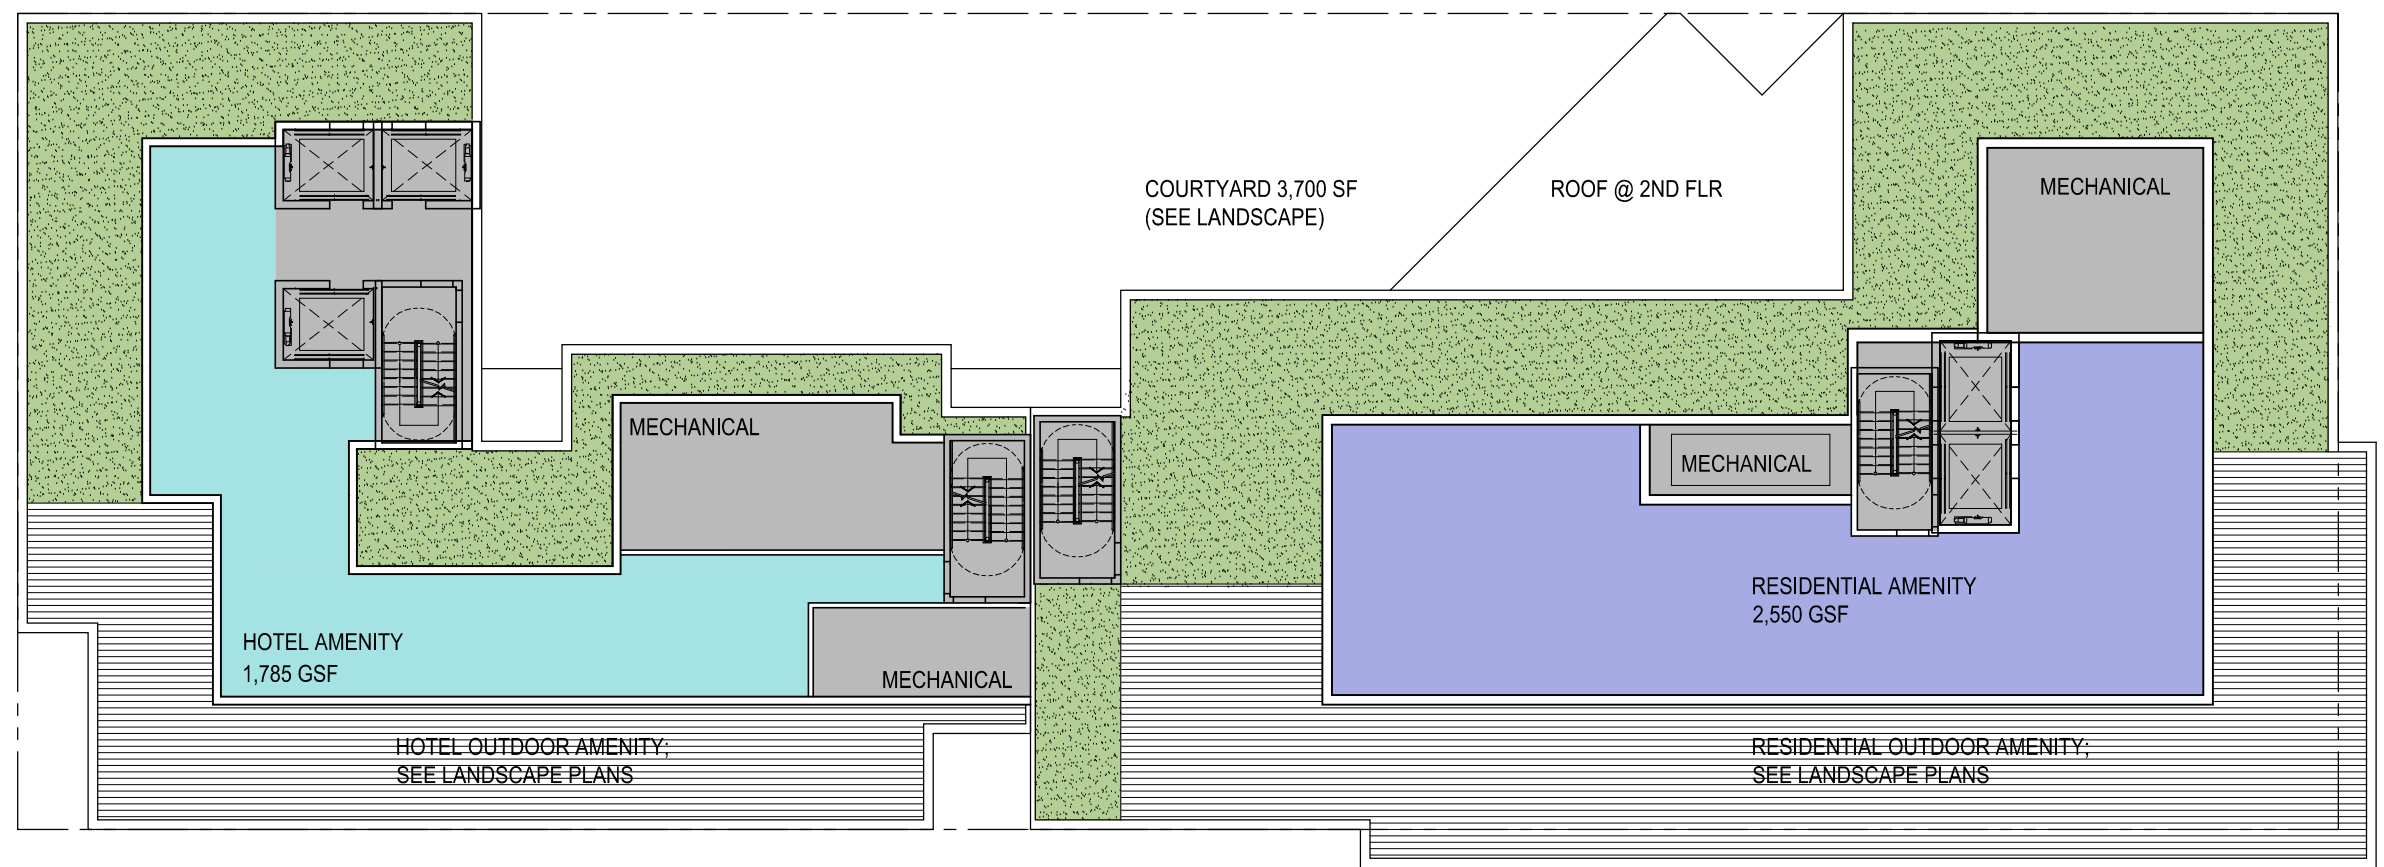 COURTYARD 3,700 SF
(SEE LANDSCAPE)
ROOF @ 2ND FLR
MECHANICAL
MECHANICAL
MECHANICAL
RESIDENTIAL AMENITY
2,550 GSF
HOTEL AMENITY
1,785 GSF
MECHANICAL
HOTEL OUTDOOR AMENITY;
SEE LANDSCAPE PLANS
RESIDENTIAL OUTDOOR AMENITY;
SEE LANDSCAPE PLANS